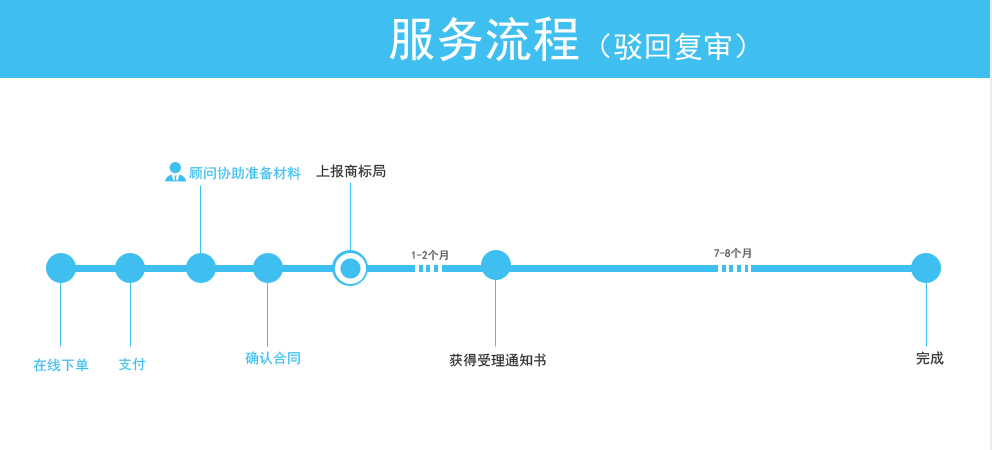 服务流程（驳回复审）
顾问协助准备材料
上报商标局
1-2个月
7-8个月
在线下单
支付
确认合同
获得受理通知书
完成